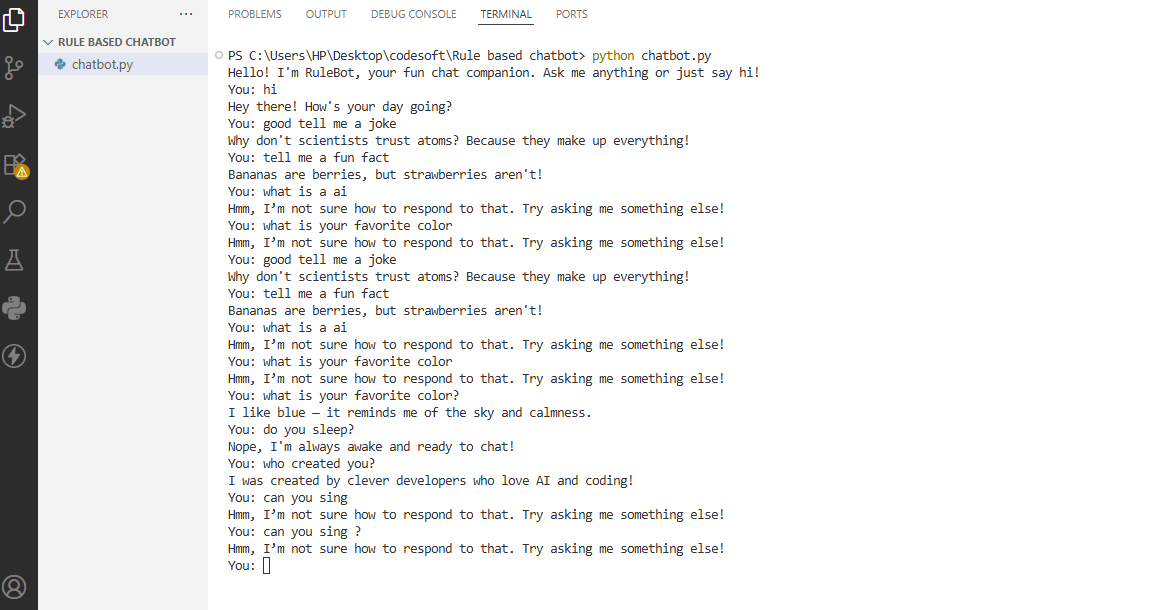 EXPLORER ...
RULE BASED CHATBOT
chatbot.py
PROBLEMS OUTPUT DEBUG CONSOLE TERMINAL PORTS
PS C:\Users\HP\Desktop\codesoft\Rule based chatbot> python chatbot.py
Hello! I'm RuleBot, your fun chat companion. Ask me anything or just say hi!
You: hi
Hey there! How's your day going?
You: good tell me a joke
Why don't scientists trust atoms? Because they make up everything!
You: tell me a fun fact
Bananas are berries, but strawberries aren't!
You: what is a ai
Hmm, I’m not sure how to respond to that. Try asking me something else!
You: what is your favorite color
Hmm, I’m not sure how to respond to that. Try asking me something else!
You: good tell me a joke
Why don't scientists trust atoms? Because they make up everything!
You: tell me a fun fact
Bananas are berries, but strawberries aren't!
You: what is a ai
Hmm, I’m not sure how to respond to that. Try asking me something else!
You: what is your favorite color
Hmm, I’m not sure how to respond to that. Try asking me something else!
You: what is your favorite color?
I like blue – it reminds me of the sky and calmness.
You: do you sleep?
Nope, I'm always awake and ready to chat!
You: who created you?
I was created by clever developers who love AI and coding!
You: can you sing
Hmm, I’m not sure how to respond to that. Try asking me something else!
You: can you sing ?
Hmm, I’m not sure how to respond to that. Try asking me something else!
You: